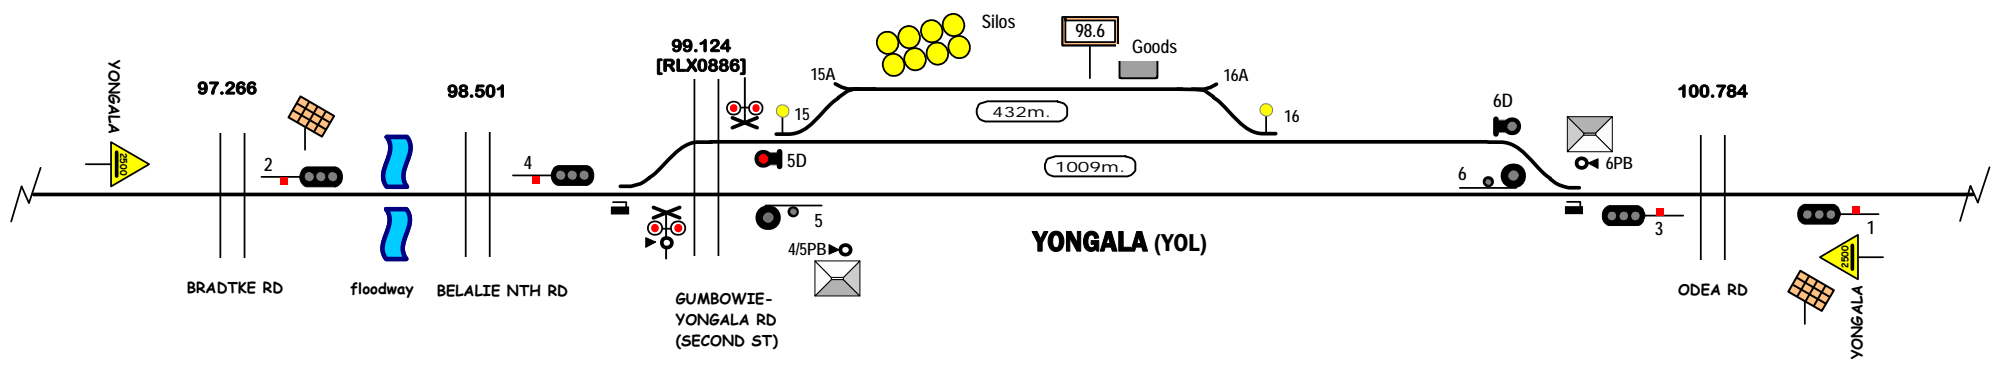 Silos
98.6
Goods
99.124
[RLX0886]
YONGALA
97.266
98.501
15A
16A
6D
100.784
15
432m.
16
2500
2
4
5D
1009m.
6
6PB
5
4/5PB
YONGALA (YOL)
3
1
2500
BRADTKE RD
floodway
BELALIE NTH RD
GUMBOWIE-
YONGALA RD
(SECOND ST)
ODEA RD
YONGALA